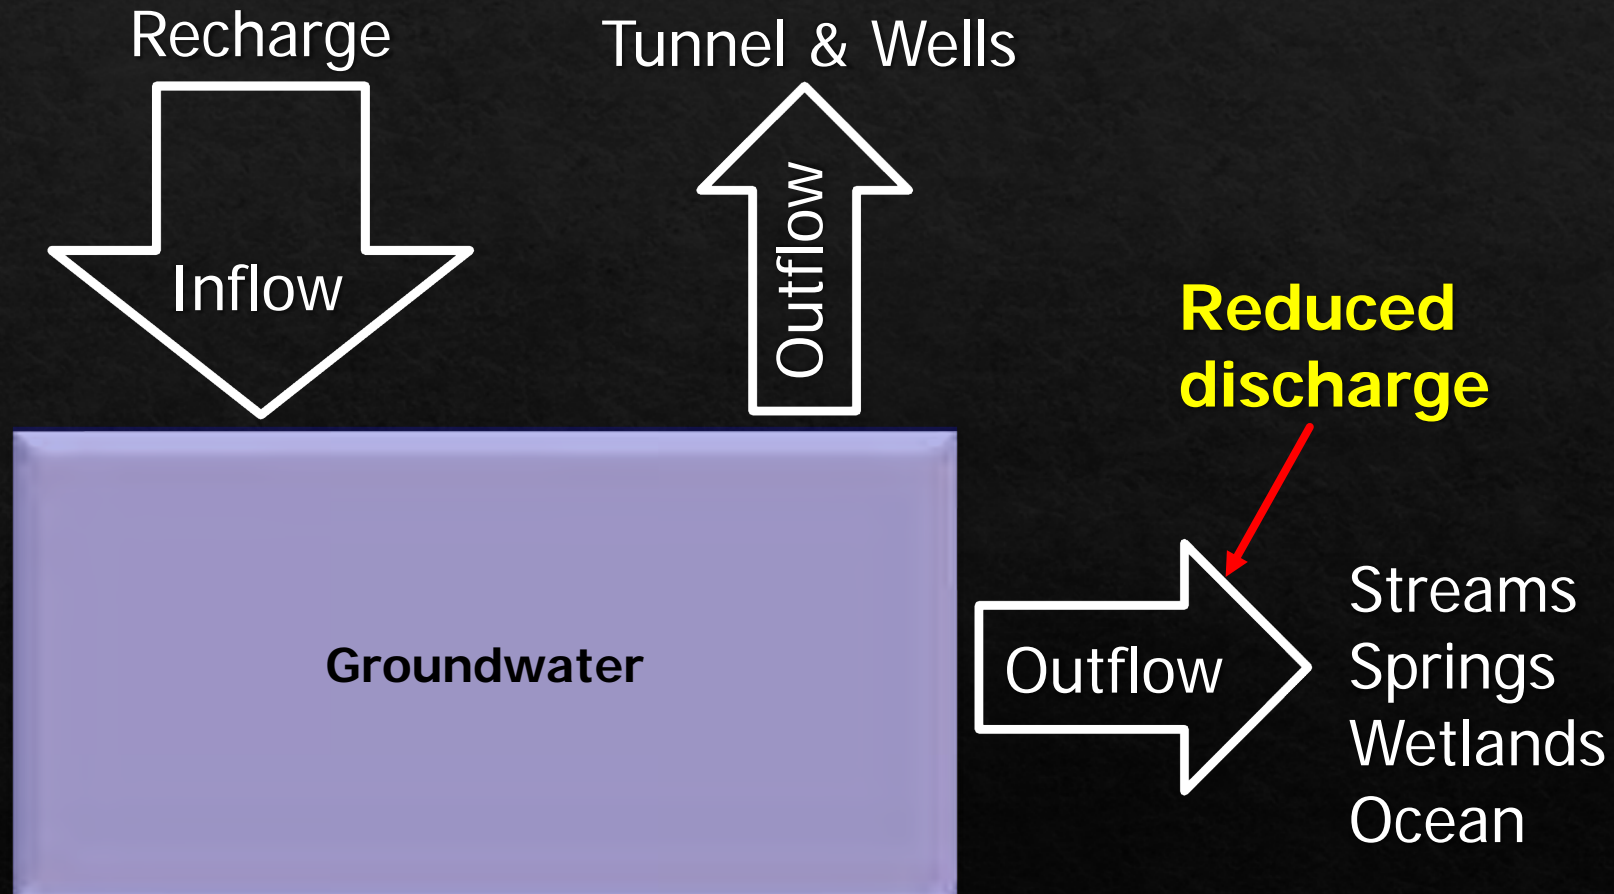 Recharge
Tunnel & Wells
Inflow
Outflow
Reduced
discharge
Groundwater
Outflow
Streams
Springs
Wetlands
Ocean